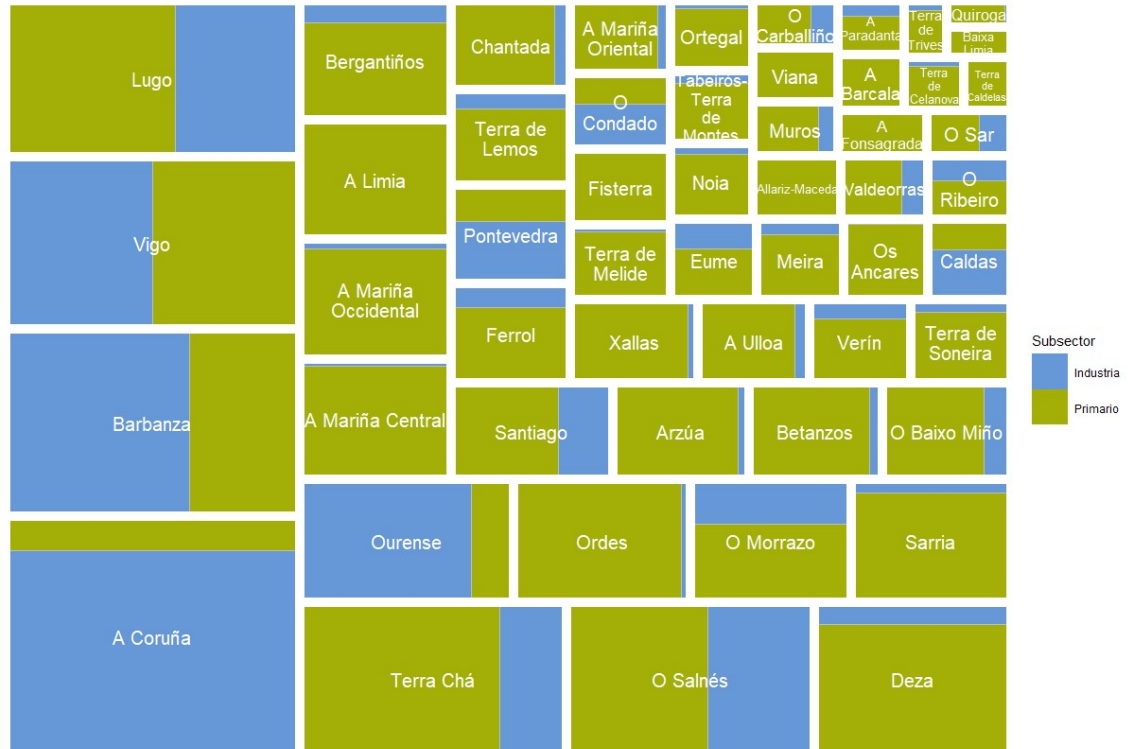 Lugo
Vigo
Barbanza
A Coruña
Bergantiños
A Limia
A Mariña
Occidental
A Mariña Central
Chantada
Terra de
Lemos
Pontevedra
Ferrol
A Mariña
Oriental
O
Condado
Fisterra
Terra de
Melide
Ortegal
Tabeirós-
Terra de
Montes
Noia
Eume
O
Carballiño
Viana
Muros
Allariz-Maceda
Meira
A
Paradanta
A
Barcala
A
Fonsagrada
Valdeorras
Os
Ancares
Terra
de
Trives
Terra
de
Celanova
Quiroga
Baixa
Limia
Terra
de
Caldelas
O Sar
O
Ribeiro
Caldas
Xallas
A Ulloa
Verín
Terra de
Soneira
Santiago
Arzúa
Betanzos
O Baixo Miño
Ourense
Ordes
O Morrazo
Sarria
Terra Chá
O Salnés
Deza
Subsector
Industria
Primario